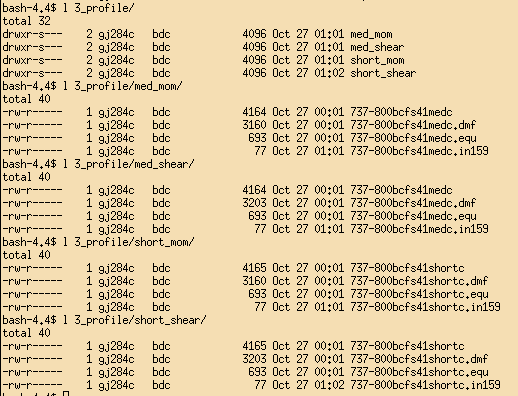 bash-4.4$ l 3_profile/
total 32
drwxr-s--- 2 gj284c bdc 4096 Oct 27 01:01 med_mom
drwxr-s--- 2 gj284c bdc 4096 Oct 27 01:01 med_shear
drwxr-s--- 2 gj284c bdc 4096 Oct 27 01:01 short_mom
drwxr-s--- 2 gj284c bdc 4096 Oct 27 01:02 short_shear
bash-4.4$ l 3_profile/med_mom/
total 40
-rw-r----- 1 gj284c bdc 4164 Oct 27 00:01 737-800bcfs41medc
-rw-r----- 1 gj284c bdc 3160 Oct 27 00:01 737-800bcfs41medc.dmf
-rw-r----- 1 gj284c bdc 693 Oct 27 00:01 737-800bcfs41medc.equ
-rw-r----- 1 gj284c bdc 77 Oct 27 01:01 737-800bcfs41medc.in159
bash-4.4$ l 3_profile/med_shear/
total 40
-rw-r----- 1 gj284c bdc 4164 Oct 27 00:01 737-800bcfs41medc
-rw-r----- 1 gj284c bdc 3203 Oct 27 00:01 737-800bcfs41medc.dmf
-rw-r----- 1 gj284c bdc 693 Oct 27 00:01 737-800bcfs41medc.equ
-rw-r----- 1 gj284c bdc 77 Oct 27 01:01 737-800bcfs41medc.in159
bash-4.4$ l 3_profile/short_mom/
total 40
-rw-r----- 1 gj284c bdc 4165 Oct 27 00:01 737-800bcfs41shortc
-rw-r----- 1 gj284c bdc 3160 Oct 27 00:01 737-800bcfs41shortc.dmf
-rw-r----- 1 gj284c bdc 693 Oct 27 00:01 737-800bcfs41shortc.equ
-rw-r----- 1 gj284c bdc 77 Oct 27 01:01 737-800bcfs41shortc.in159
bash-4.4$ l 3_profile/short_shear/
total 40
-rw-r----- 1 gj284c bdc 4165 Oct 27 00:01 737-800bcfs41shortc
-rw-r----- 1 gj284c bdc 3203 Oct 27 00:01 737-800bcfs41shortc.dmf
-rw-r----- 1 gj284c bdc 693 Oct 27 00:01 737-800bcfs41shortc.equ
-rw-r----- 1 gj284c bdc 77 Oct 27 01:02 737-800bcfs41shortc.in159